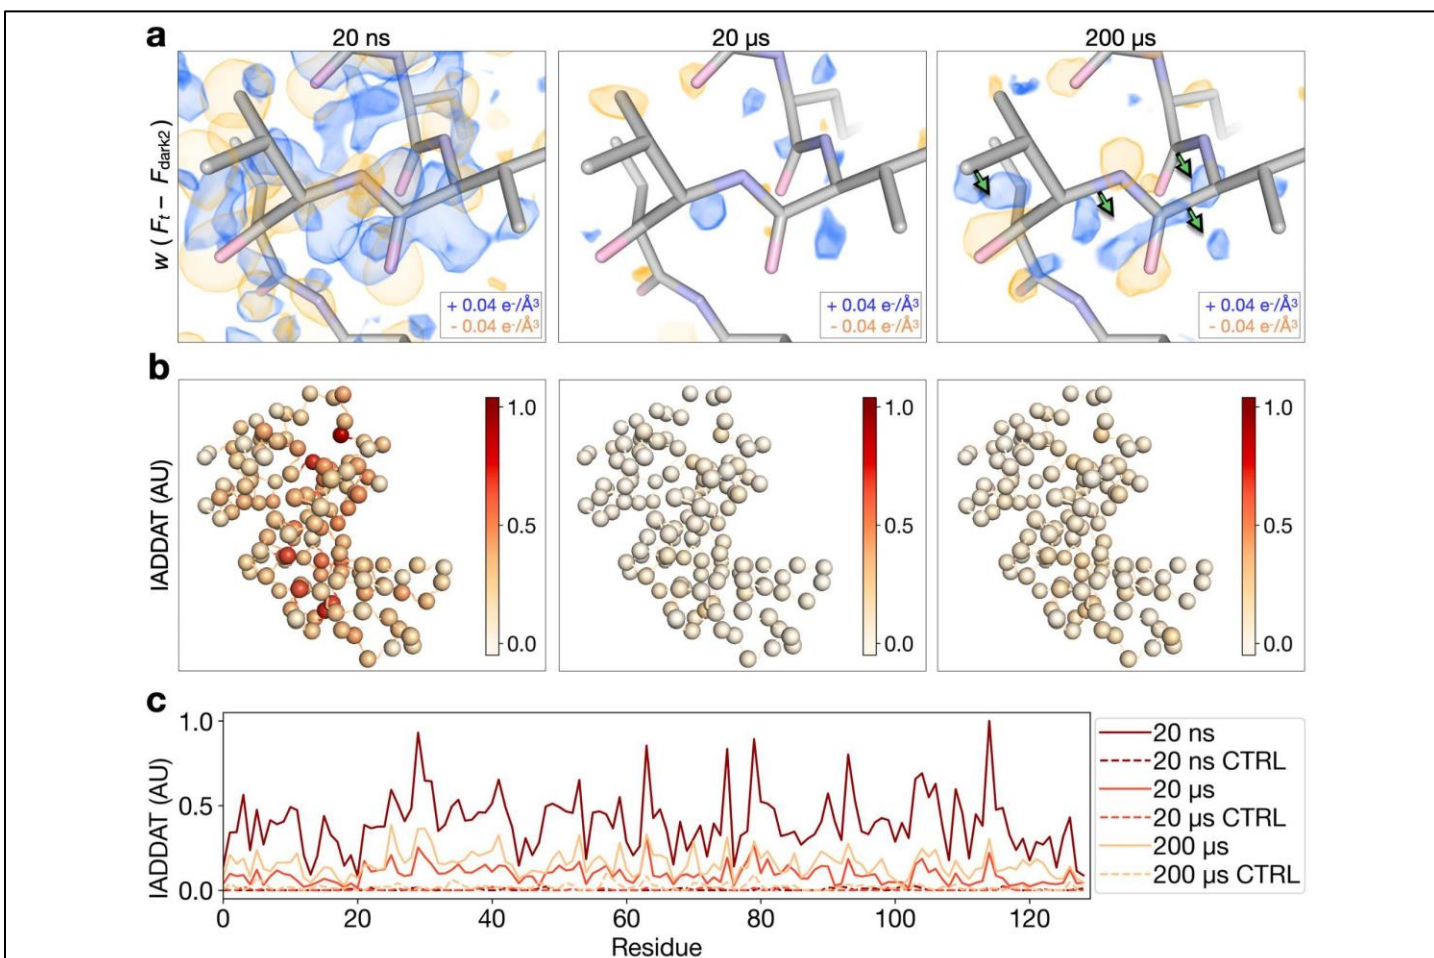 a
20 ns 20 µs 200 µs
w ( Ft − Fdark2 )
+ 0.04 e⁻/Å³ + 0.04 e⁻/Å³ + 0.04 e⁻/Å³
- 0.04 e⁻/Å³ - 0.04 e⁻/Å³ - 0.04 e⁻/Å³
b
IADDAT (AU)
1.0 1.0 1.0
0.5 0.5 0.5
0.0 0.0 0.0
c
IADDAT (AU)
1.0
0.5
0.0
0 20 40 60 80 100 120
Residue
20 ns
20 ns CTRL
20 µs
20 µs CTRL
200 µs
200 µs CTRL